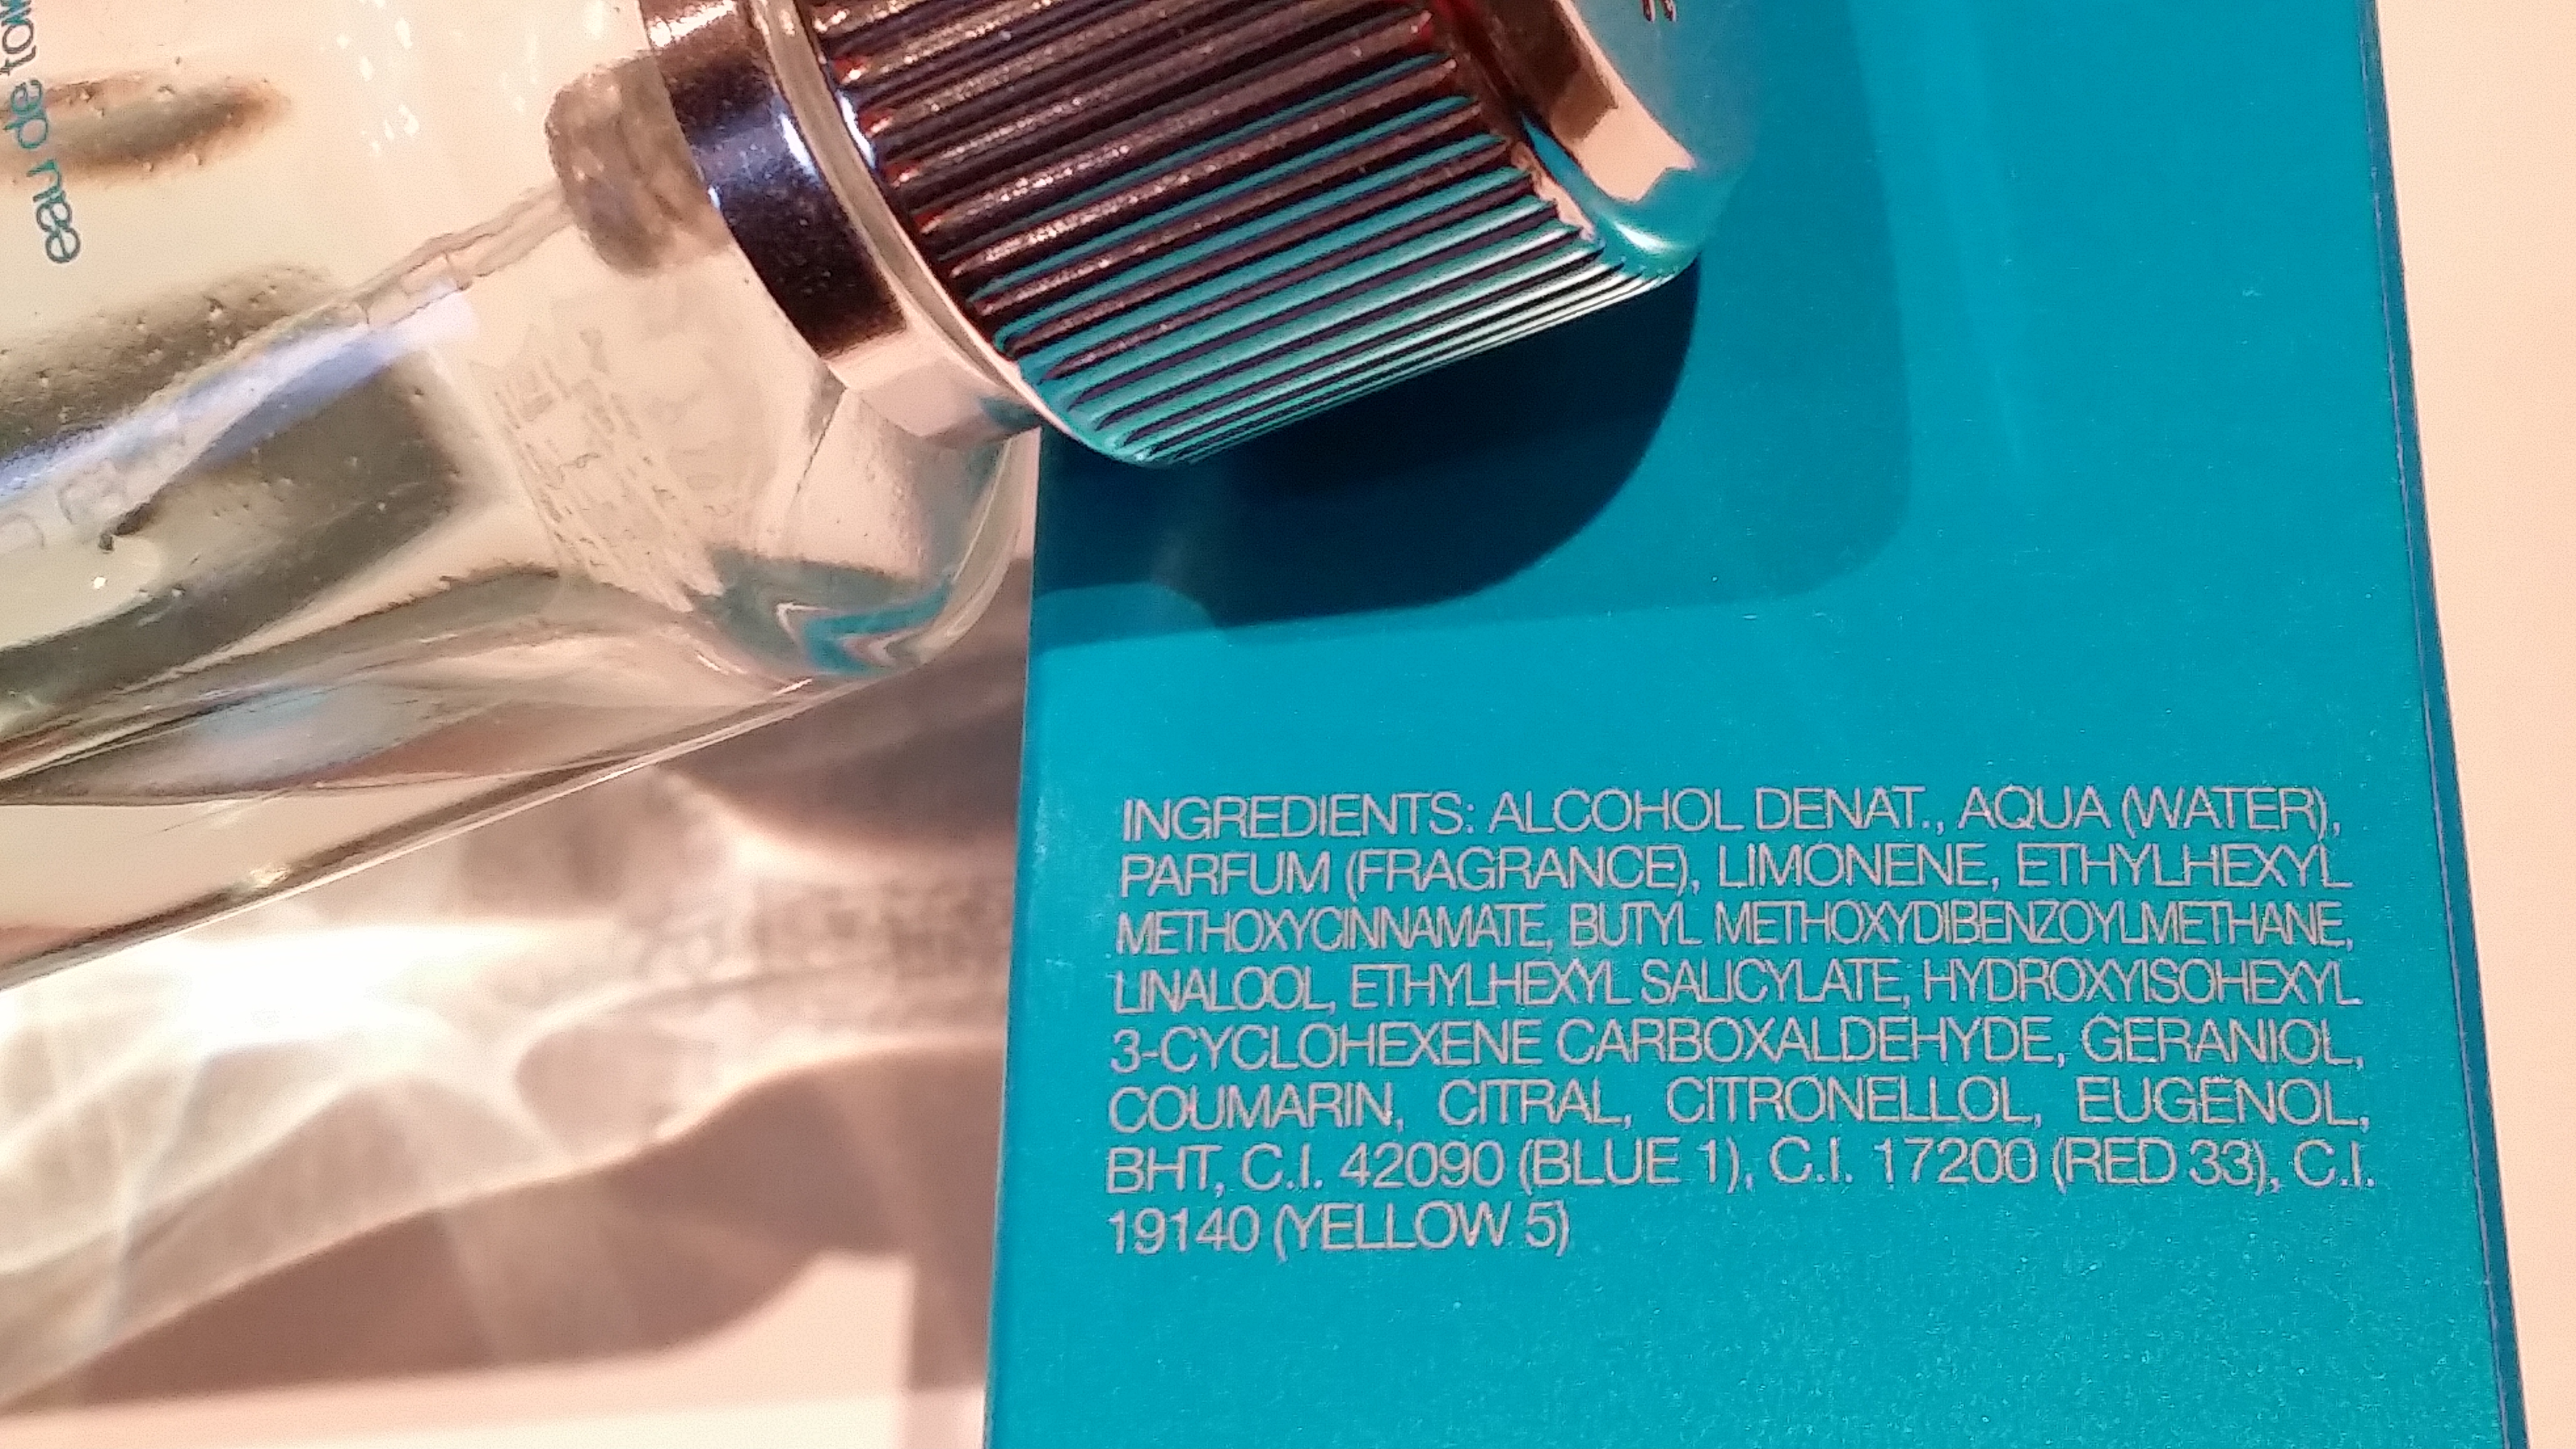 eau de
INGREDIENTS: ALCOHOL DENAT., AQUA (WATER),
PARFUM (FRAGRANCE), LIMONENE, ETHYLHEXYL
METHOXYCINNAMATE, BUTYL METHOXYDIBENZOYLMETHANE,
LINALOOL, ETHYLHEXYL SALICYLATE, HYDROXYISOHEXYL
3-CYCLOHEXENE CARBOXALDEHYDE, GERANIOL,
COUMARIN, CITRAL, CITRONELLOL, EUGENOL,
BHT, C.I. 42090 (BLUE 1), C.I. 17200 (RED 33), C.I.
19140 (YELLOW 5)